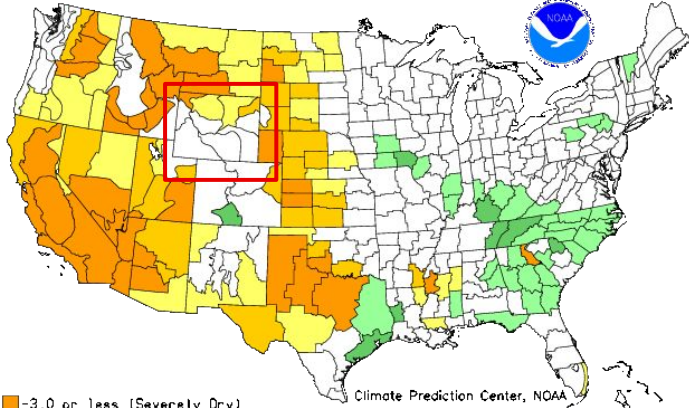 NOAA
Climate Prediction Center, NOAA
-3.0 or less (Severely Dry)